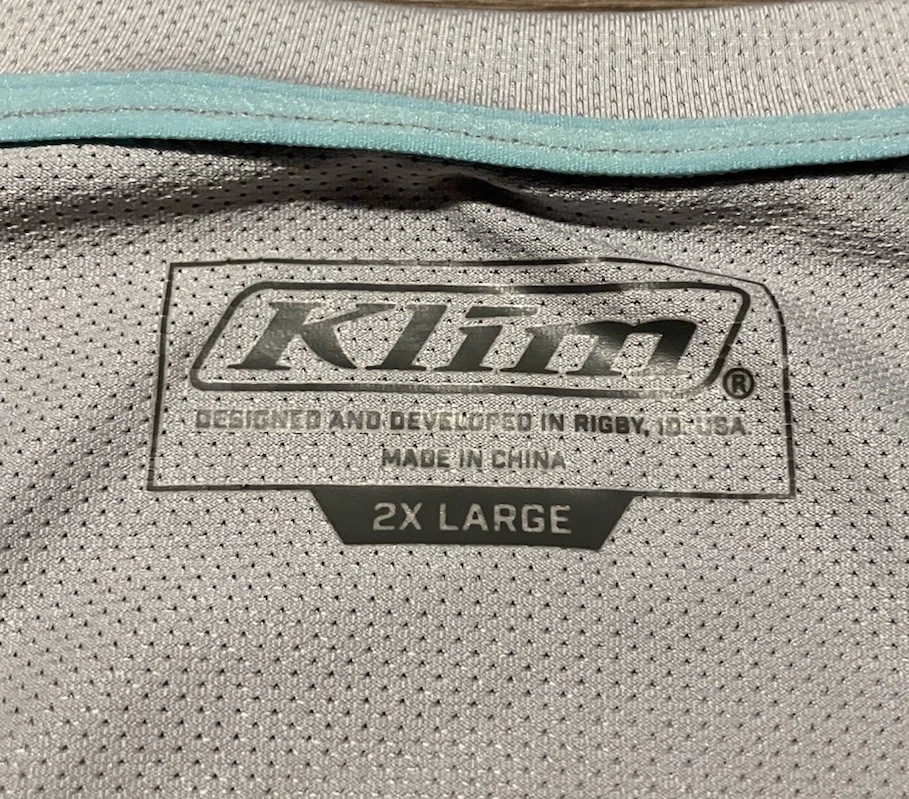 Klim®
DESIGNED AND DEVELOPED IN RIGBY, ID. USA
MADE IN CHINA
2X LARGE